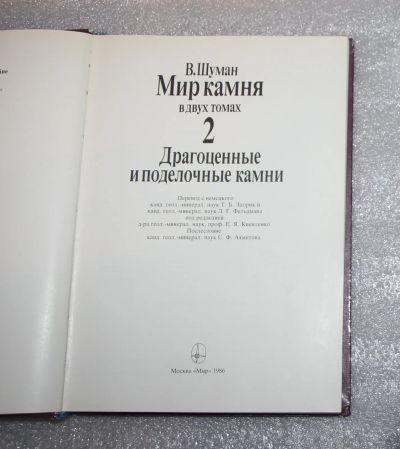 В.Шуман
Мир камня
в двух томах
2
Драгоценные
и поделочные камни
Перевод с немецкого
канд. геол.-минерал. наук Т. Б. Здорик и
канд. геол.-минерал. наук Л. Г. Фельдмана
под редакцией
д-ра геол.-минерал. наук, проф. Е. Я. Киевленко
Послесловие
канд. геол.-минерал. наук С. Ф. Ахметова
Москва «Мир» 1986